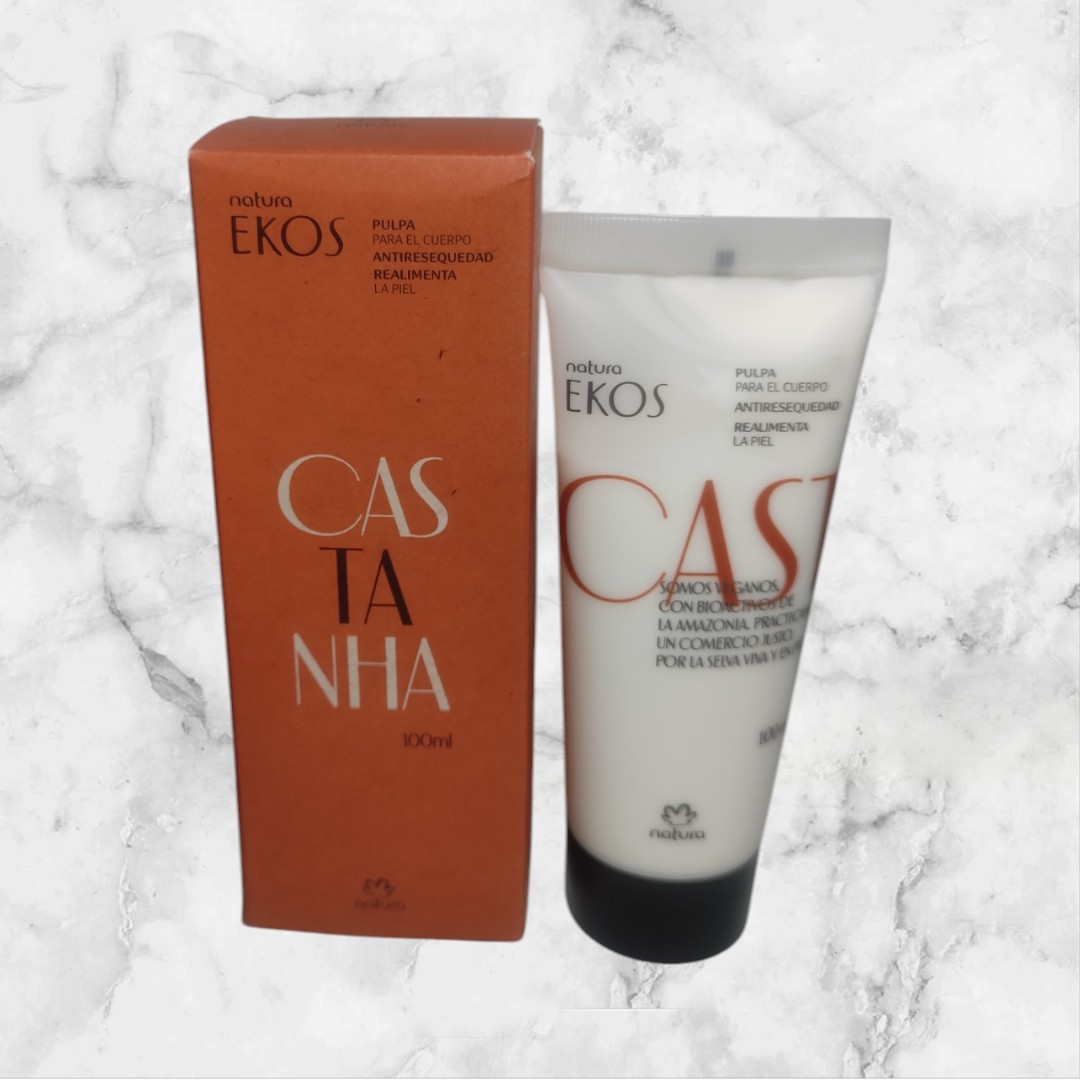 natura
EKOS
PULPA
PARA EL CUERPO
ANTIRESEQUEDAD
REALIMENTA
LA PIEL
CAS
TA
NHA
100ml
natura
natura
EKOS
PULPA
PARA EL CUERPO
ANTIRESEQUEDAD
REALIMENTA
LA PIEL
CAST
SOMOS VEGANOS,
CON BIOACTIVOS DE
LA AMAZONIA. PRACTICA
UN COMERCIO JUSTO,
POR LA SELVA VIVA Y EN
natura